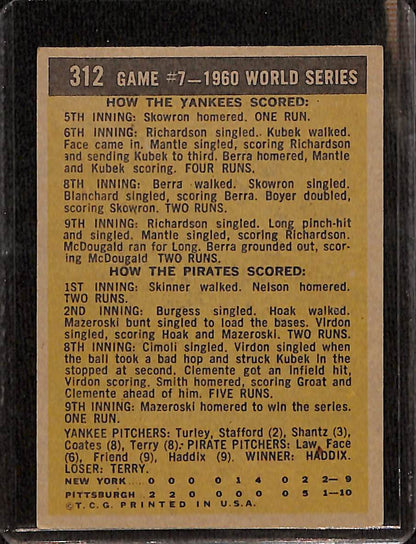 312 GAME #7—1960 WORLD SERIES
HOW THE YANKEES SCORED:
5TH INNING: Skowron homered. ONE RUN.
6TH INNING: Richardson singled. Kubek walked.
Face came in. Mantle singled, scoring Richardson
and sending Kubek to third. Berra homered, Mantle
and Kubek scoring. FOUR RUNS.
8TH INNING: Berra walked. Skowron singled.
Blanchard singled, scoring Berra. Boyer doubled,
scoring Skowron. TWO RUNS.
9TH INNING: Richardson singled. Long pinch-hit
and singled. Mantle singled, scoring Richardson.
McDougald ran for Long. Berra grounded out, scor-
ing McDougald TWO RUNS.
HOW THE PIRATES SCORED:
1ST INNING: Skinner walked. Nelson homered.
TWO RUNS.
2ND INNING: Burgess singled. Hoak walked.
Mazeroski bunt singled to load the bases. Virdon
singled, scoring Hoak and Mazeroski. TWO RUNS.
8TH INNING: Cimoli singled. Virdon singled when
the ball took a bad hop and struck Kubek in the
stopped at second. Clemente got an infield hit,
Virdon scoring. Smith homered, scoring Groat and
Clemente ahead of him. FIVE RUNS.
9TH INNING: Mazeroski homered to win the series.
ONE RUN.
YANKEE PITCHERS: Turley, Stafford (2), Shantz (3),
Coates (8), Terry (8). PIRATE PITCHERS: Law, Face
(6), Friend (9), Haddix (9). WINNER: HADDIX.
LOSER: TERRY.
NEW YORK ..... 0 0 0 0 1 4 0 2 2— 9
PITTSBURGH 2 2 0 0 0 0 0 5 1—10
©T.C.G. PRINTED IN U.S.A.